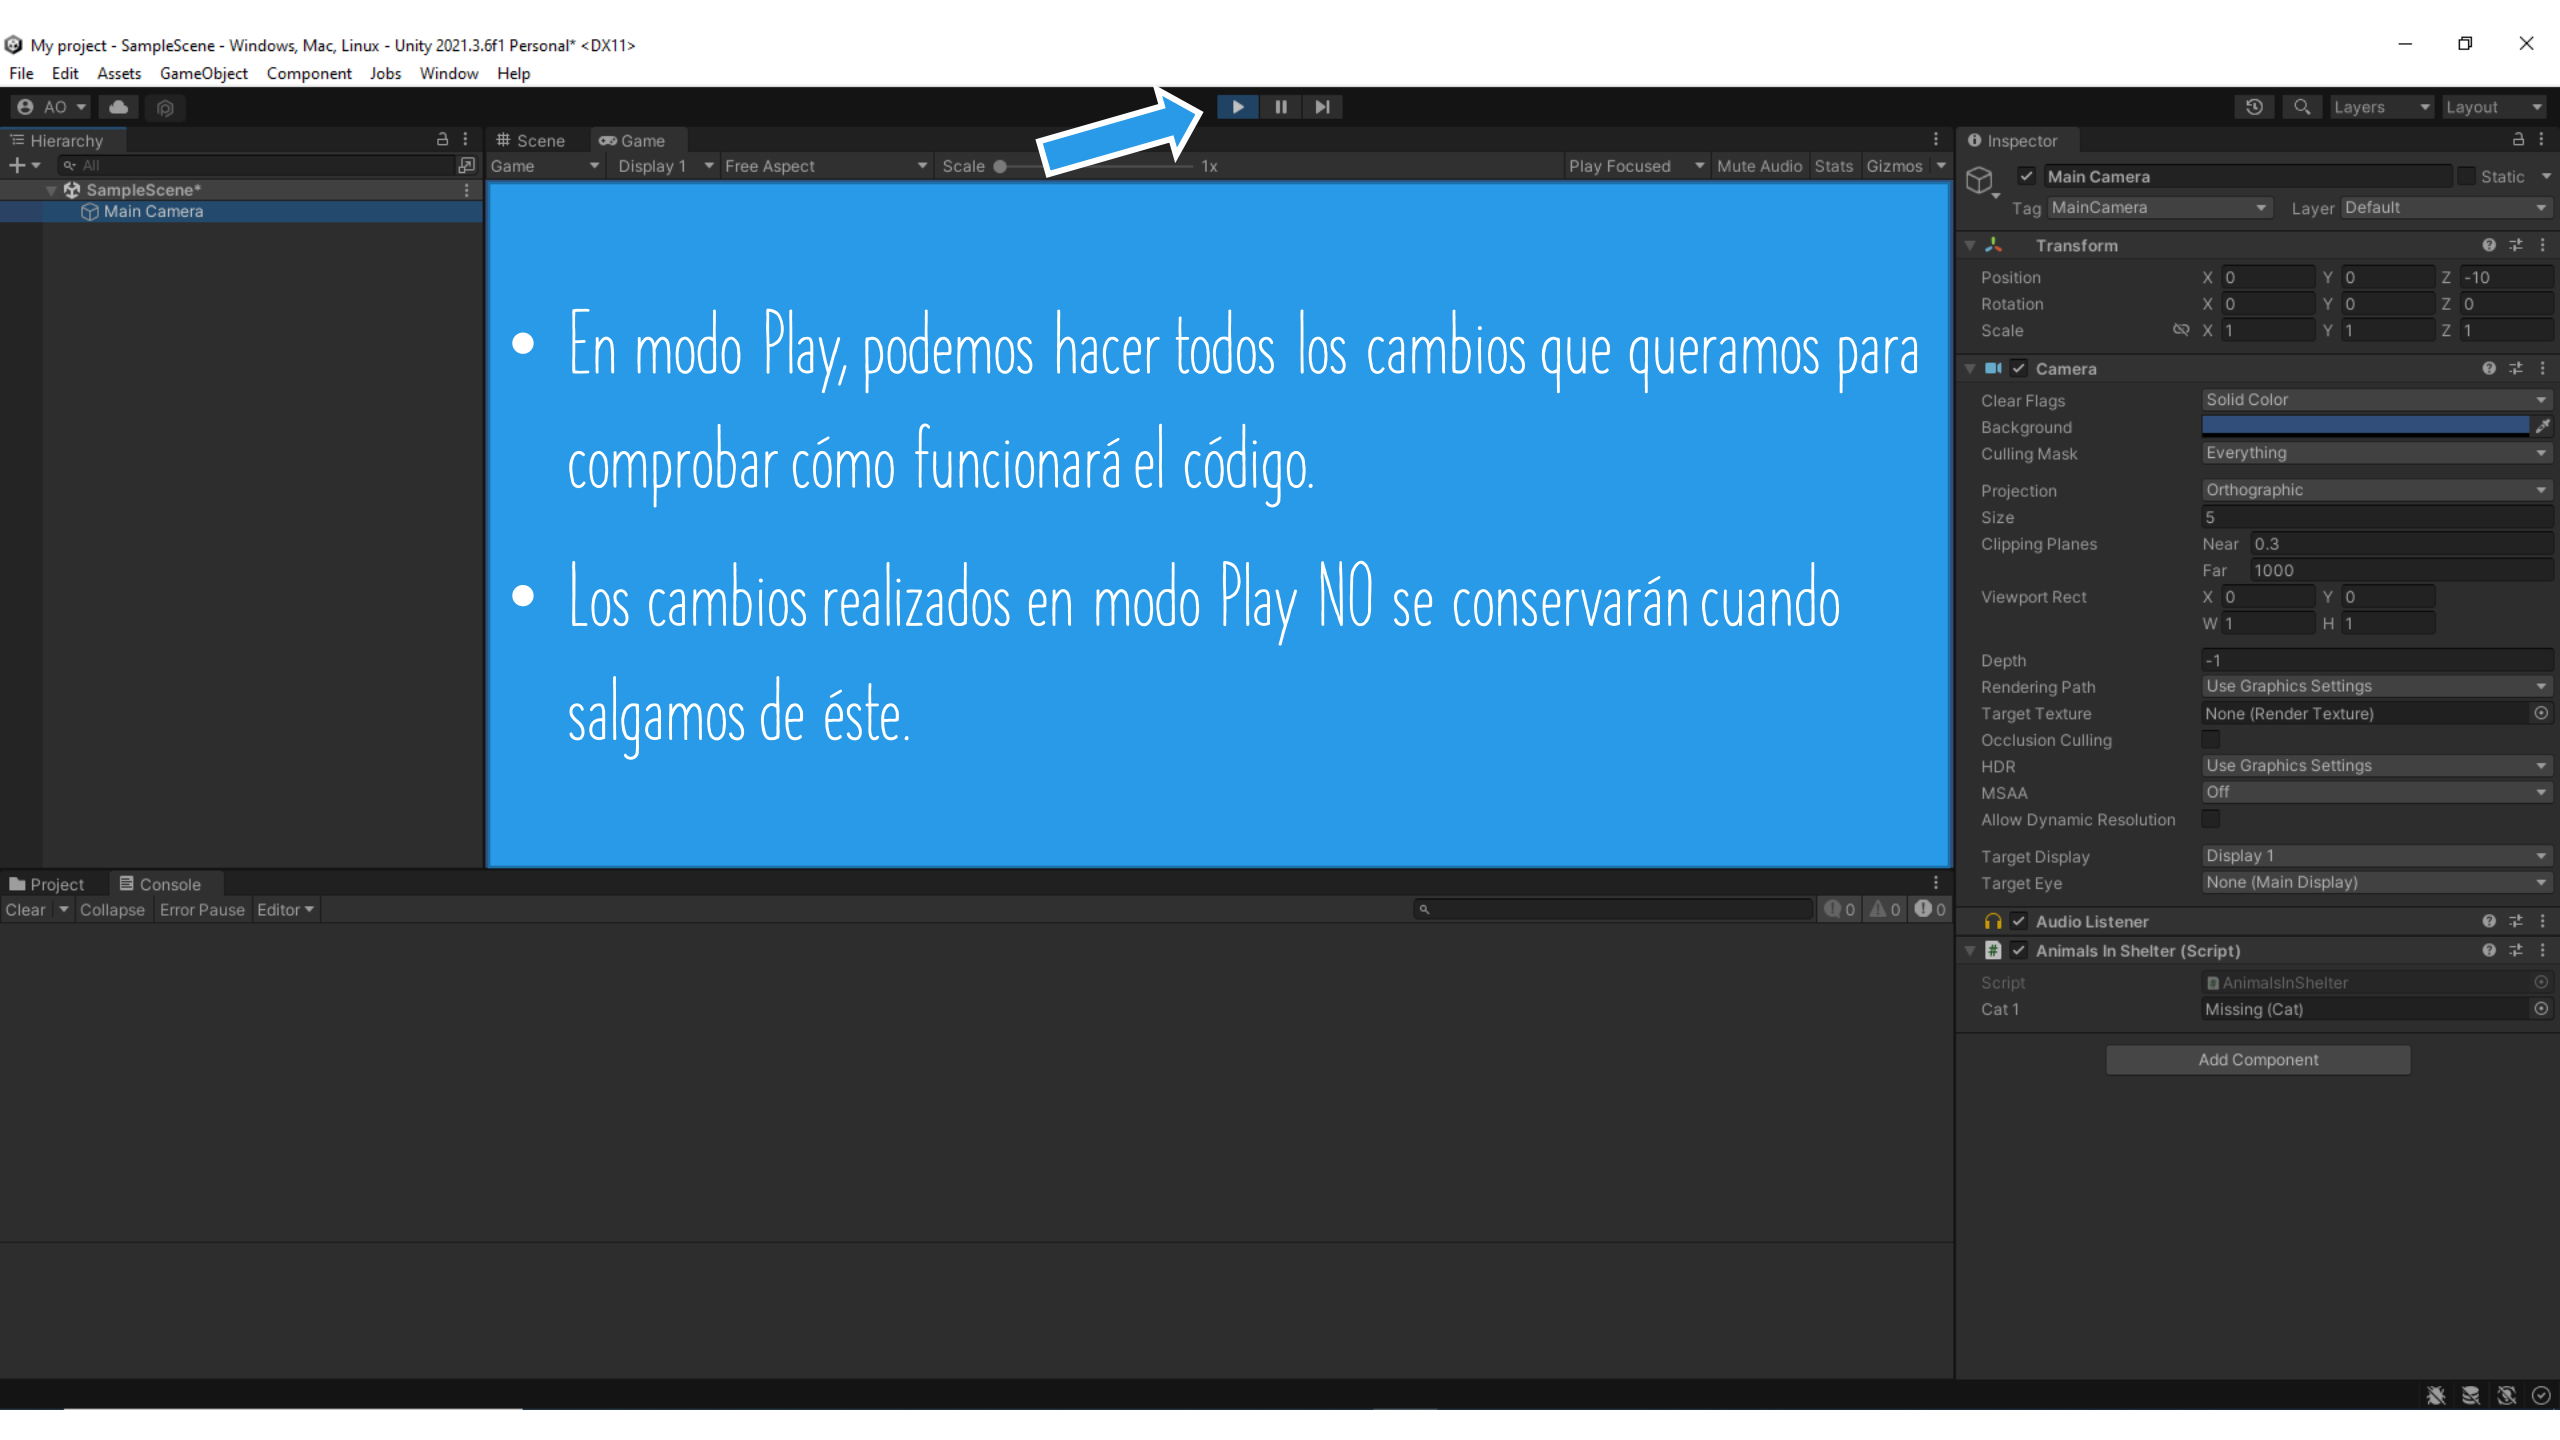 My project - SampleScene - Windows, Mac, Linux - Unity 2021.3.6f1 Personal* <DX11>
File Edit Assets GameObject Component Jobs Window Help
AO
Layers Layout
Hierarchy
All
SampleScene*
Main Camera
Scene Game
Game Display 1 Free Aspect Scale 1x Play Focused Mute Audio Stats Gizmos
• En modo Play, podemos hacer todos los cambios que queramos para
comprobar cómo funcionará el código.
• Los cambios realizados en modo Play NO se conservarán cuando
salgamos de éste.
Project Console
Clear Collapse Error Pause Editor
0 0 0
Inspector
Main Camera Static
Tag MainCamera Layer Default
Transform
Position X 0 Y 0 Z -10
Rotation X 0 Y 0 Z 0
Scale X 1 Y 1 Z 1
Camera
Clear Flags Solid Color
Background
Culling Mask Everything
Projection Orthographic
Size 5
Clipping Planes Near 0.3
Far 1000
Viewport Rect X 0 Y 0
W 1 H 1
Depth -1
Rendering Path Use Graphics Settings
Target Texture None (Render Texture)
Occlusion Culling
HDR Use Graphics Settings
MSAA Off
Allow Dynamic Resolution
Target Display Display 1
Target Eye None (Main Display)
Audio Listener
# Animals In Shelter (Script)
Script AnimalsInShelter
Cat 1 Missing (Cat)
Add Component